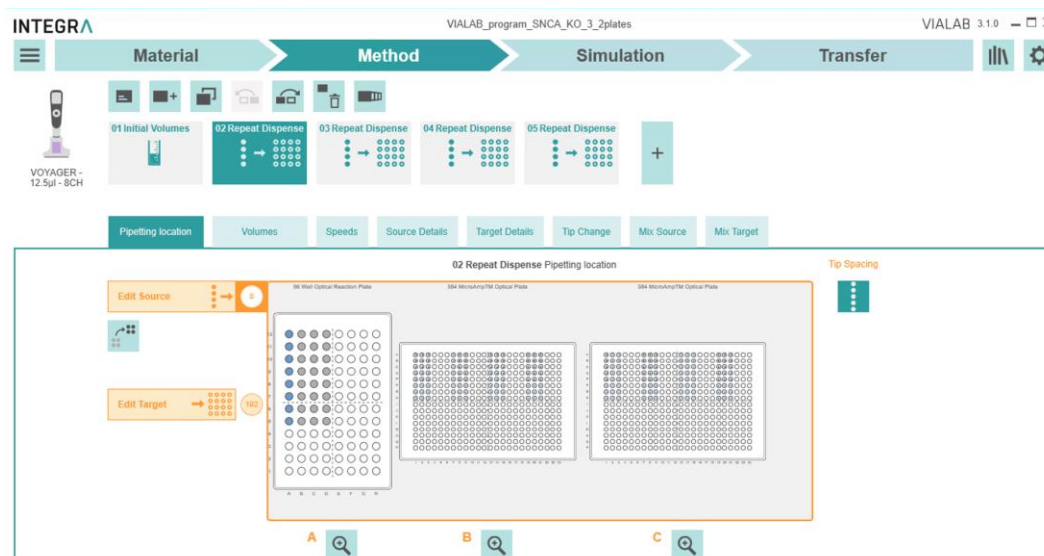 INTEGRA
VIALAB_program_SNCA_KO_3_2plates
VIALAB 3.1.0
Material
Method
Simulation
Transfer
01 Initial Volumes
02 Repeat Dispense
03 Repeat Dispense
04 Repeat Dispense
05 Repeat Dispense
+
VOYAGER -
12.5µl - 8CH
Pipetting location
Volumes
Speeds
Source Details
Target Details
Tip Change
Mix Source
Mix Target
02 Repeat Dispense Pipetting location
Tip Spacing
Edit Source
8
96 Well Optical Reaction Plate
384 MicroAmpTM Optical Plate
384 MicroAmpTM Optical Plate
Edit Target
192
A B C D E F G H
A
B
C